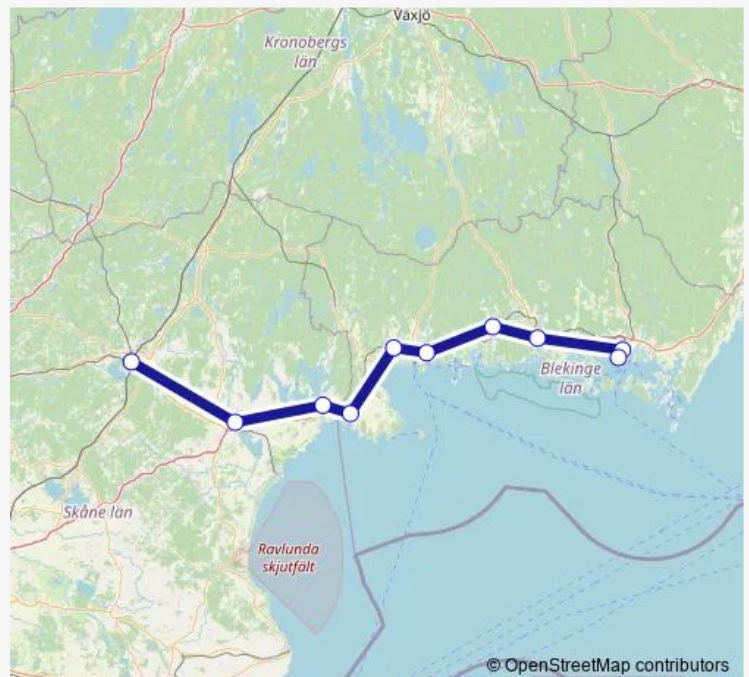 Växjö
Kronobergs
län
Blekinge
län
Skåne län
Ravlunda
skjutfält
© OpenStreetMap contributors